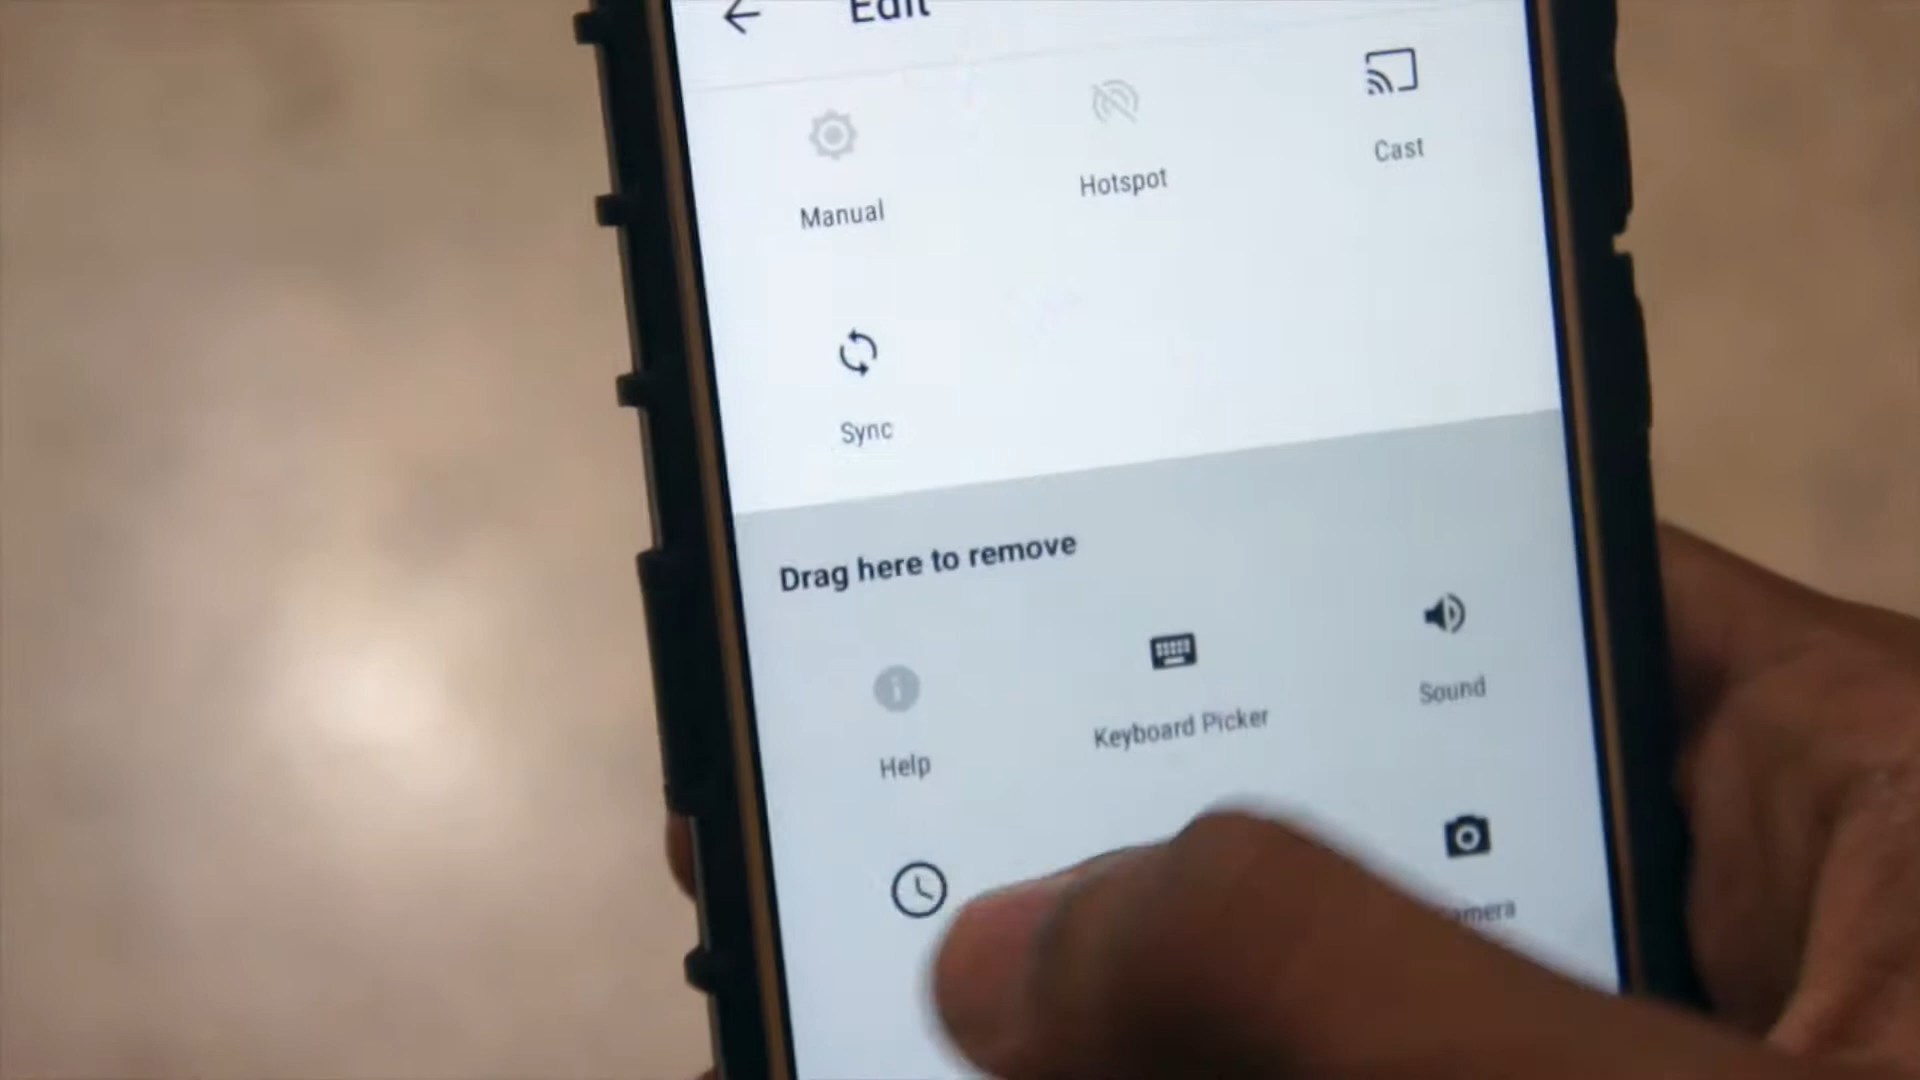 Edit
Manual
Hotspot
Cast
Sync
Drag here to remove
Help
Keyboard Picker
Sound
amera